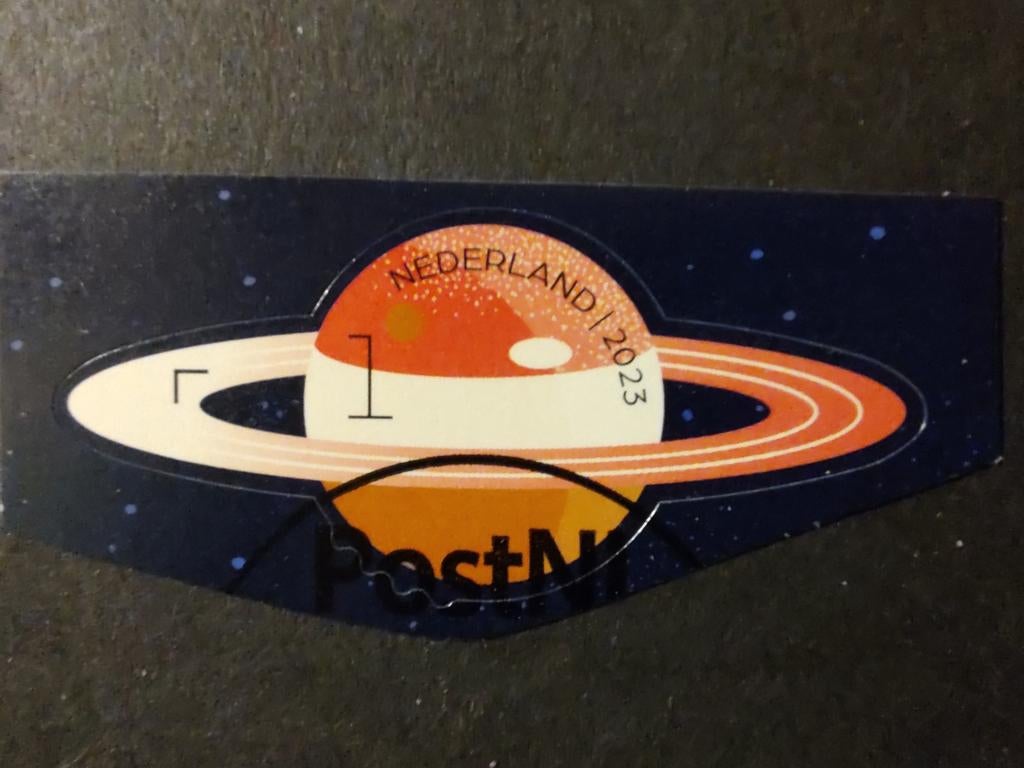 NEDERLAND | 2023
1
PostNL